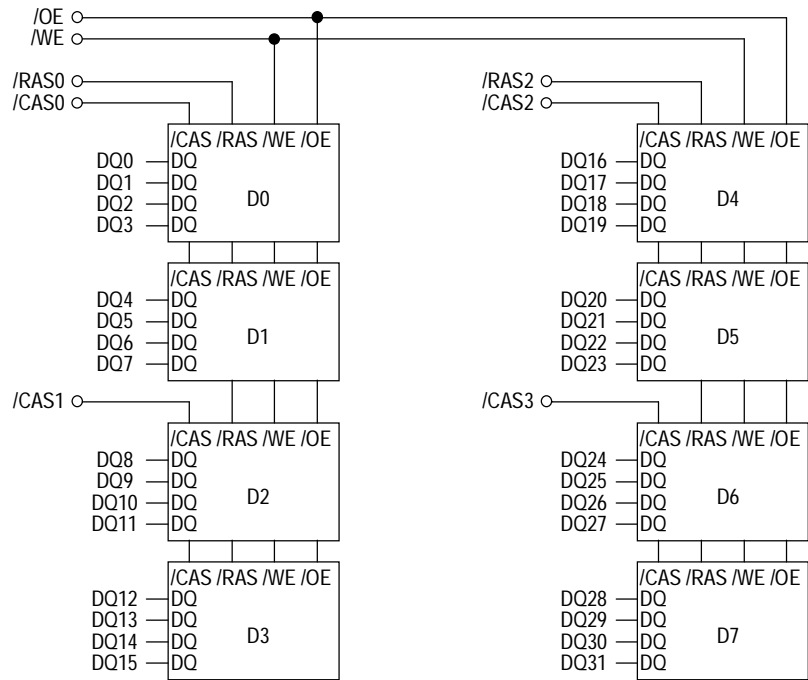 /OE
/WE
/RAS0
/CAS0
/CAS /RAS /WE /OE
DQ0 DQ
DQ1 DQ
DQ2 DQ
DQ3 DQ
D0
/CAS /RAS /WE /OE
DQ4 DQ
DQ5 DQ
DQ6 DQ
DQ7 DQ
D1
/CAS1
/CAS /RAS /WE /OE
DQ8 DQ
DQ9 DQ
DQ10 DQ
DQ11 DQ
D2
/CAS /RAS /WE /OE
DQ12 DQ
DQ13 DQ
DQ14 DQ
DQ15 DQ
D3
/RAS2
/CAS2
/CAS /RAS /WE /OE
DQ16 DQ
DQ17 DQ
DQ18 DQ
DQ19 DQ
D4
/CAS /RAS /WE /OE
DQ20 DQ
DQ21 DQ
DQ22 DQ
DQ23 DQ
D5
/CAS3
/CAS /RAS /WE /OE
DQ24 DQ
DQ25 DQ
DQ26 DQ
DQ27 DQ
D6
/CAS /RAS /WE /OE
DQ28 DQ
DQ29 DQ
DQ30 DQ
DQ31 DQ
D7